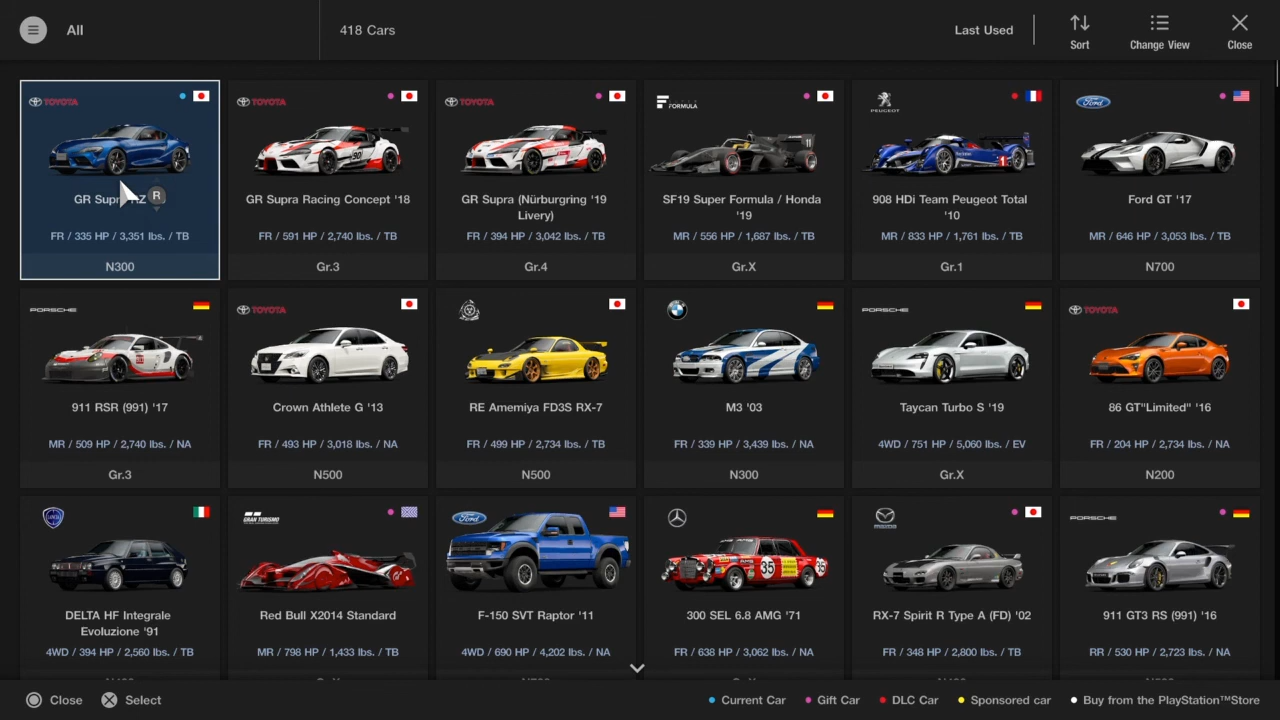 All
418 Cars
Last Used
Sort
Change View
Close
TOYOTA
TOYOTA
TOYOTA
FORMULA
PEUGEOT
Ford
GR Sup
RZ
R
GR Supra Racing Concept '18
GR Supra (Nürburgring '19
Livery)
SF19 Super Formula / Honda
'19
908 HDi Team Peugeot Total
'10
Ford GT '17
FR / 335 HP / 3,351 lbs. / TB
FR / 591 HP / 2,740 lbs. / TB
FR / 394 HP / 3,042 lbs. / TB
MR / 556 HP / 1,687 lbs. / TB
MR / 833 HP / 1,761 lbs. / TB
MR / 646 HP / 3,053 lbs. / TB
N300
Gr.3
Gr.4
Gr.X
Gr.1
N700
PORSCHE
TOYOTA
PORSCHE
TOYOTA
911 RSR (991) '17
Crown Athlete G '13
RE Amemiya FD3S RX-7
M3 '03
Taycan Turbo S '19
86 GT"Limited" '16
MR / 509 HP / 2,740 lbs. / NA
FR / 493 HP / 3,018 lbs. / NA
FR / 499 HP / 2,734 lbs. / TB
FR / 339 HP / 3,439 lbs. / NA
4WD / 751 HP / 5,060 lbs. / EV
FR / 204 HP / 2,734 lbs. / NA
Gr.3
N500
N500
N300
Gr.X
N200
GRAN TURISMO
Ford
mazda
PORSCHE
35
35
DELTA HF Integrale
Evoluzione '91
Red Bull X2014 Standard
F-150 SVT Raptor '11
300 SEL 6.8 AMG '71
RX-7 Spirit R Type A (FD) '02
911 GT3 RS (991) '16
4WD / 394 HP / 2,560 lbs. / TB
MR / 798 HP / 1,433 lbs. / TB
4WD / 690 HP / 4,202 lbs. / NA
FR / 638 HP / 3,062 lbs. / NA
FR / 348 HP / 2,800 lbs. / TB
RR / 530 HP / 2,723 lbs. / NA
Close
Select
Current Car
Gift Car
DLC Car
Sponsored car
Buy from the PlayStation™Store